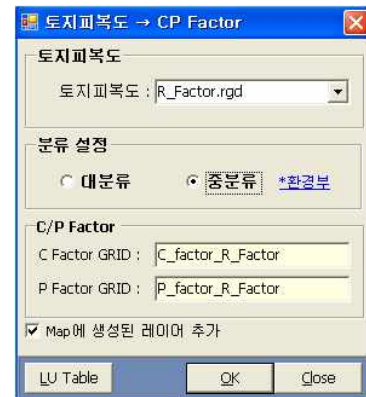 토지피복도 → CP Factor
토지피복도
토지피복도 : R_Factor.rgd
분류 설정
대분류 중분류 *환경부
C/P Factor
C Factor GRID : C_factor_R_Factor
P Factor GRID : P_factor_R_Factor
Map에 생성된 레이어 추가
LU Table OK Close